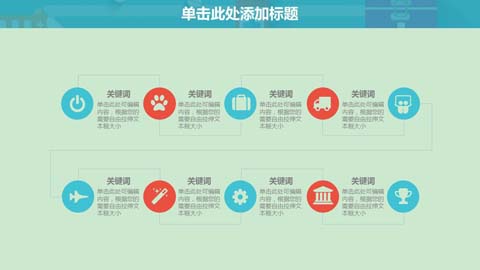 单击此处添加标题
关键词
单击此处可编辑
内容，根据您的
需要自由拉伸文
本框大小
关键词
单击此处可编辑
内容，根据您的
需要自由拉伸文
本框大小
关键词
单击此处可编辑
内容，根据您的
需要自由拉伸文
本框大小
关键词
单击此处可编辑
内容，根据您的
需要自由拉伸文
本框大小
关键词
单击此处可编辑
内容，根据您的
需要自由拉伸文
本框大小
关键词
单击此处可编辑
内容，根据您的
需要自由拉伸文
本框大小
关键词
单击此处可编辑
内容，根据您的
需要自由拉伸文
本框大小
关键词
单击此处可编辑
内容，根据您的
需要自由拉伸文
本框大小